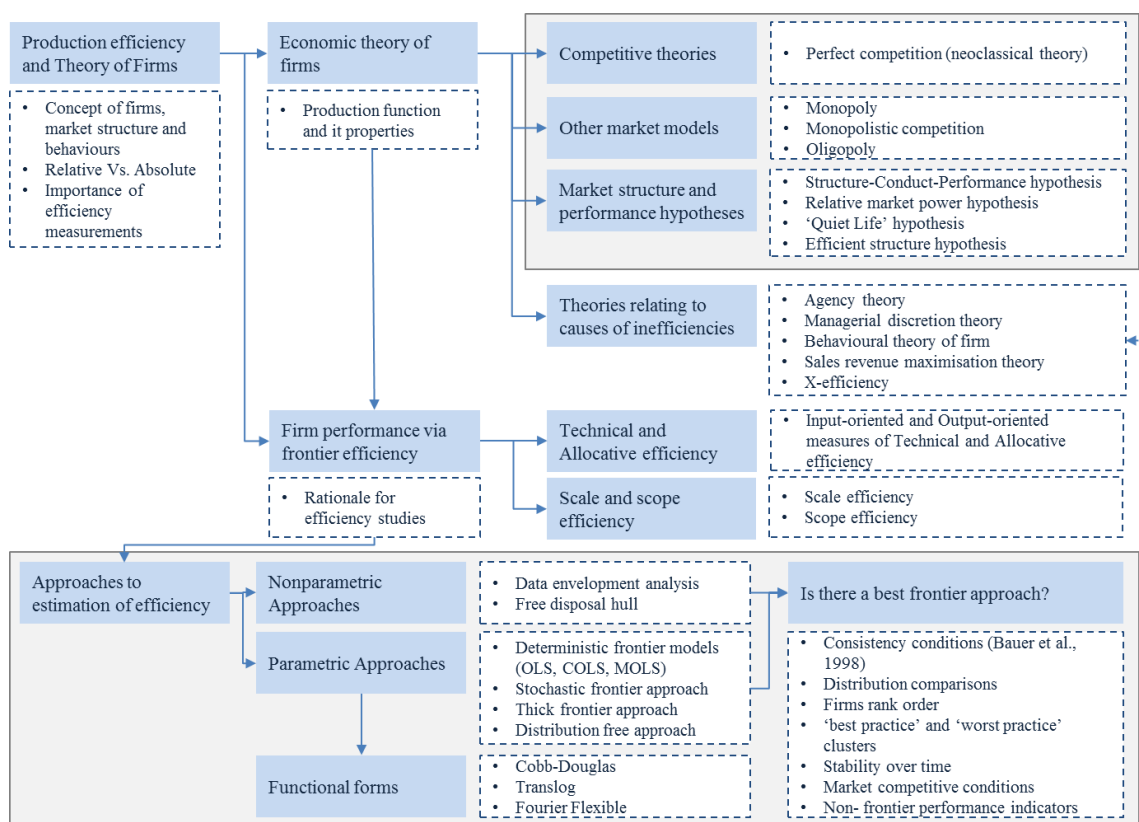 Production efficiency
and Theory of Firms
• Concept of firms,
market structure and
behaviours
• Relative Vs. Absolute
• Importance of
efficiency
measurements
Economic theory of
firms
• Production function
and it properties
Competitive theories
• Perfect competition (neoclassical theory)
Other market models
• Monopoly
• Monopolistic competition
• Oligopoly
Market structure and
performance hypotheses
• Structure-Conduct-Performance hypothesis
• Relative market power hypothesis
• ‘Quiet Life’ hypothesis
• Efficient structure hypothesis
Theories relating to
causes of inefficiencies
• Agency theory
• Managerial discretion theory
• Behavioural theory of firm
• Sales revenue maximisation theory
• X-efficiency
Firm performance via
frontier efficiency
• Rationale for
efficiency studies
Technical and
Allocative efficiency
• Input-oriented and Output-oriented
measures of Technical and Allocative
efficiency
Scale and scope
efficiency
• Scale efficiency
• Scope efficiency
Approaches to
estimation of efficiency
Nonparametric
Approaches
• Data envelopment analysis
• Free disposal hull
Parametric Approaches
• Deterministic frontier models
(OLS, COLS, MOLS)
• Stochastic frontier approach
• Thick frontier approach
• Distribution free approach
Functional forms
• Cobb-Douglas
• Translog
• Fourier Flexible
Is there a best frontier approach?
• Consistency conditions (Bauer et al.,
1998)
• Distribution comparisons
• Firms rank order
• ‘best practice’ and ‘worst practice’
clusters
• Stability over time
• Market competitive conditions
• Non- frontier performance indicators